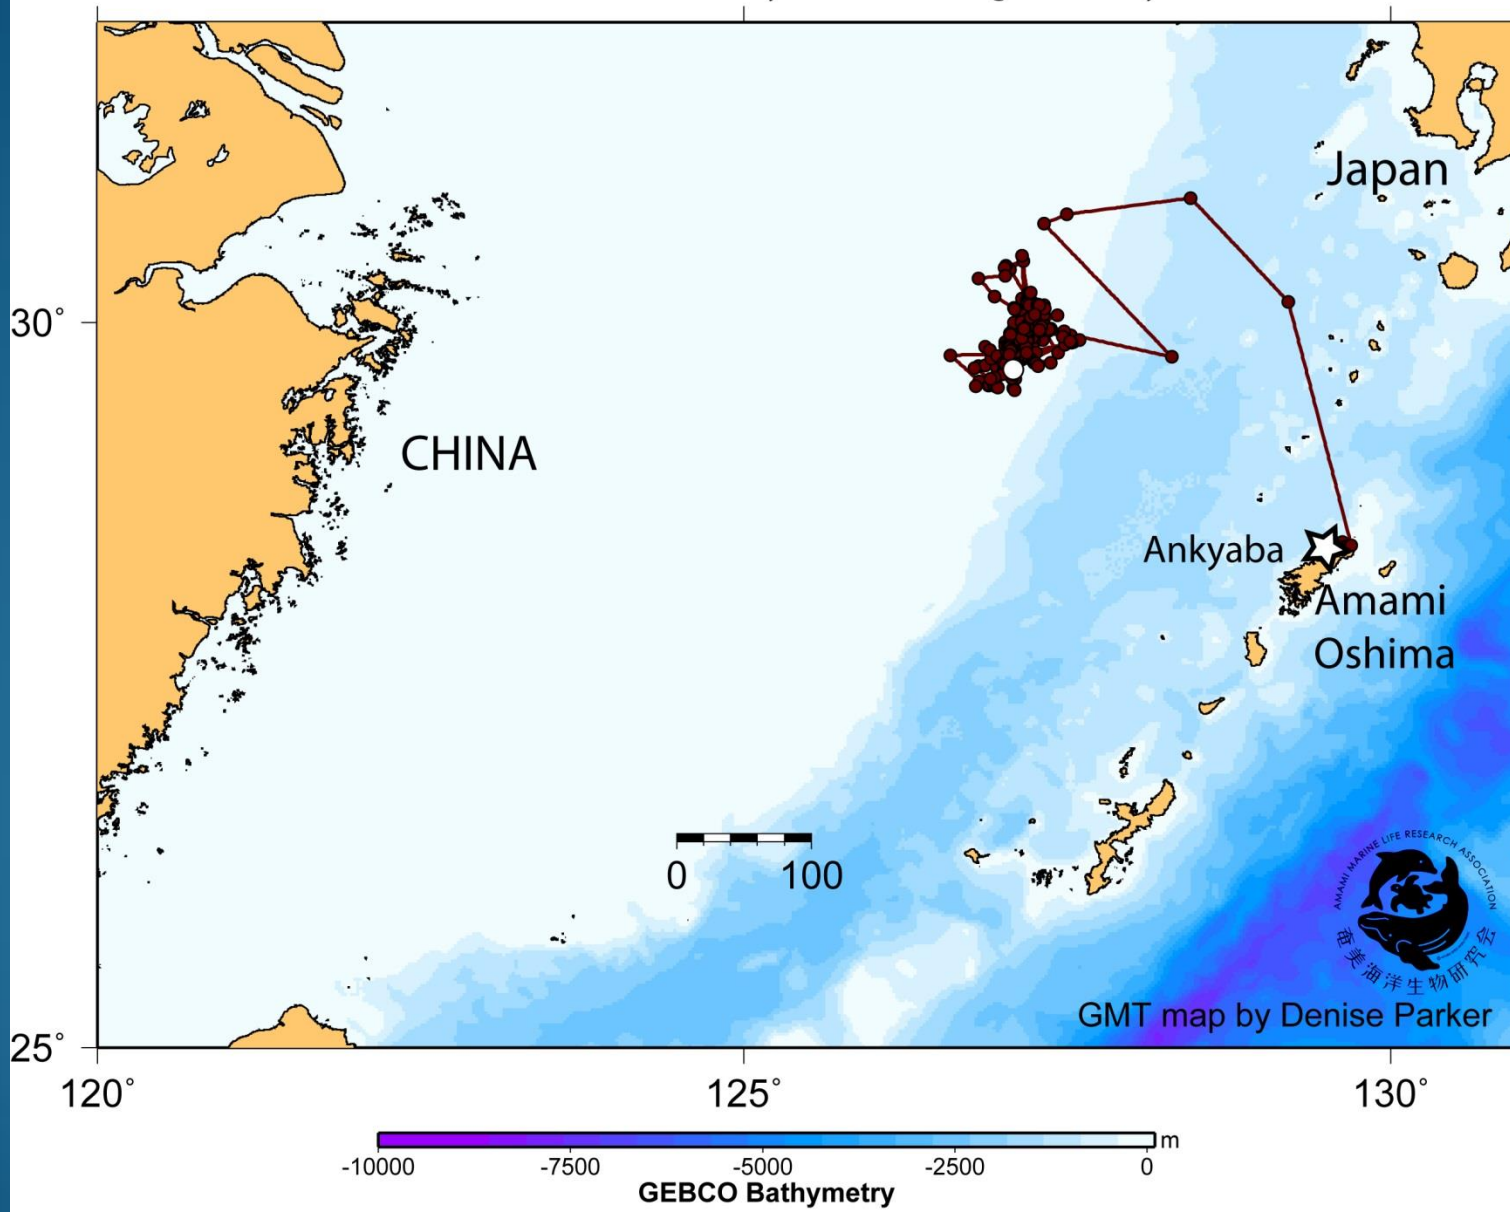 Japan
30°
CHINA
Ankyaba
Amami
Oshima
0 100
AMAMI MARINE LIFE RESEARCH ASSOCIATION
奄美海洋生物研究会
GMT map by Denise Parker
25°
120° 125° 130°
m
-10000 -7500 -5000 -2500 0
GEBCO Bathymetry